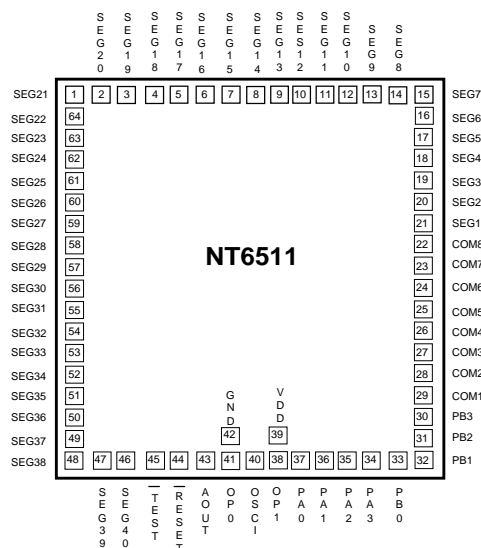 SEG20 SEG19 SEG18 SEG17 SEG16 SEG15 SEG14 SEG13 SES12 SEG11 SEG10 SEG9 SEG8
SEG21 1 2 3 4 5 6 7 8 9 10 11 12 13 14 15 SEG7
SEG22 64 16 SEG6
SEG23 63 17 SEG5
SEG24 62 18 SEG4
SEG25 61 19 SEG3
SEG26 60 20 SEG2
SEG27 59 21 SEG1
SEG28 58 22 COM8
NT6511
SEG29 57 23 COM7
SEG30 56 24 COM6
SEG31 55 25 COM5
SEG32 54 26 COM4
SEG33 53 27 COM3
SEG34 52 28 COM2
SEG35 51 GND VDD 29 COM1
SEG36 50 30 PB3
SEG37 49 42 39 31 PB2
SEG38 48 47 46 45 44 43 41 40 38 37 36 35 34 33 32 PB1
SEG39 SEG40 TEST RESET AOUT OP0 OSCI OP1 PA0 PA1 PA2 PA3 PB0